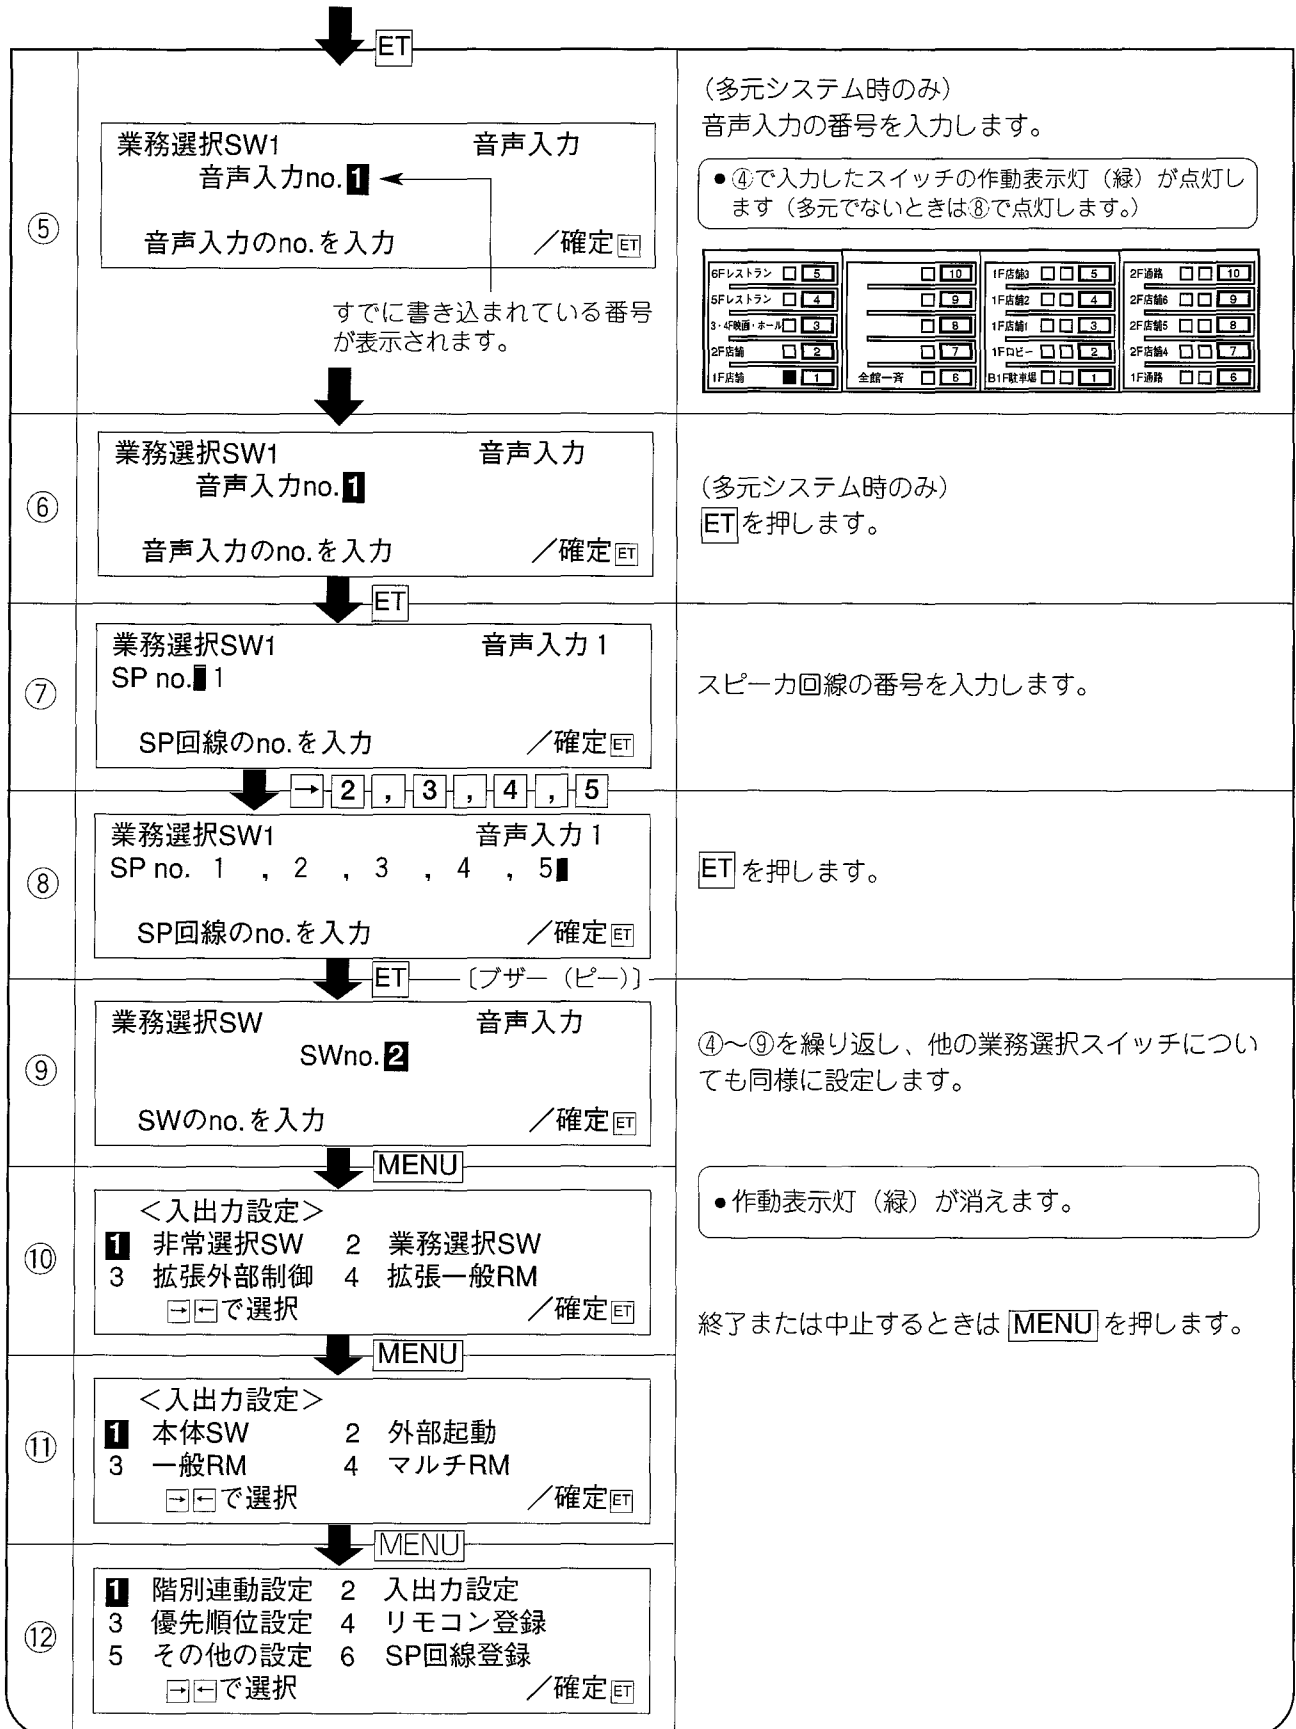 ET
⑤
業務選択SW1 音声入力
音声入力no.1
音声入力のno.を入力 ／確定ET
すでに書き込まれている番号
が表示されます。
（多元システム時のみ）
音声入力の番号を入力します。
●④で入力したスイッチの作動表示灯（緑）が点灯し
ます（多元でないときは⑧で点灯します。）
6Fレストラン 5 10 1F店舗3 5 2F通路 10
5Fレストラン 4 9 1F店舗2 4 2F店舗6 9
3・4F映画・ホール 3 8 1F店舗1 3 2F店舗5 8
2F店舗 2 7 1Fロビー 2 2F店舗4 7
1F店舗 1 全館一斉 6 B1F駐車場 1 1F通路 6
⑥
業務選択SW1 音声入力
音声入力no.1
音声入力のno.を入力 ／確定ET
（多元システム時のみ）
ETを押します。
ET
⑦
業務選択SW1 音声入力1
SP no. 1
SP回線のno.を入力 ／確定ET
スピーカ回線の番号を入力します。
→ 2 , 3 , 4 , 5
⑧
業務選択SW1 音声入力1
SP no. 1 , 2 , 3 , 4 , 5
SP回線のno.を入力 ／確定ET
ETを押します。
ET 〔ブザー（ピー）〕
⑨
業務選択SW 音声入力
SWno.2
SWのno.を入力 ／確定ET
④～⑨を繰り返し、他の業務選択スイッチについ
ても同様に設定します。
MENU
⑩
＜入出力設定＞
1 非常選択SW 2 業務選択SW
3 拡張外部制御 4 拡張一般RM
→←で選択 ／確定ET
●作動表示灯（緑）が消えます。
終了または中止するときは MENU を押します。
MENU
⑪
＜入出力設定＞
1 本体SW 2 外部起動
3 一般RM 4 マルチRM
→←で選択 ／確定ET
MENU
⑫
1 階別連動設定 2 入出力設定
3 優先順位設定 4 リモコン登録
5 その他の設定 6 SP回線登録
→←で選択 ／確定ET